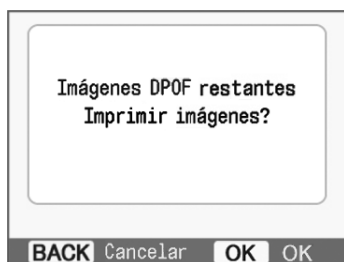 Imágenes DPOF restantes
Imprimir imágenes?
BACK Cancelar OK OK